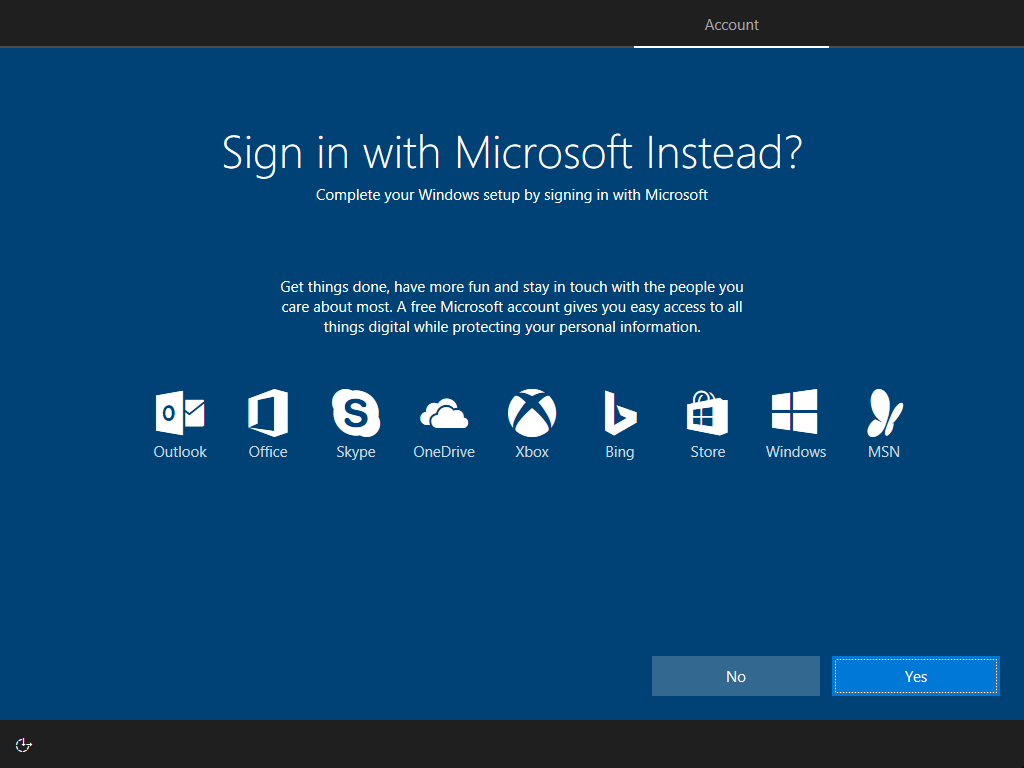 Account
Sign in with Microsoft Instead?
Complete your Windows setup by signing in with Microsoft
Get things done, have more fun and stay in touch with the people you
care about most. A free Microsoft account gives you easy access to all
things digital while protecting your personal information.
Outlook Office Skype OneDrive Xbox Bing Store Windows MSN
No Yes